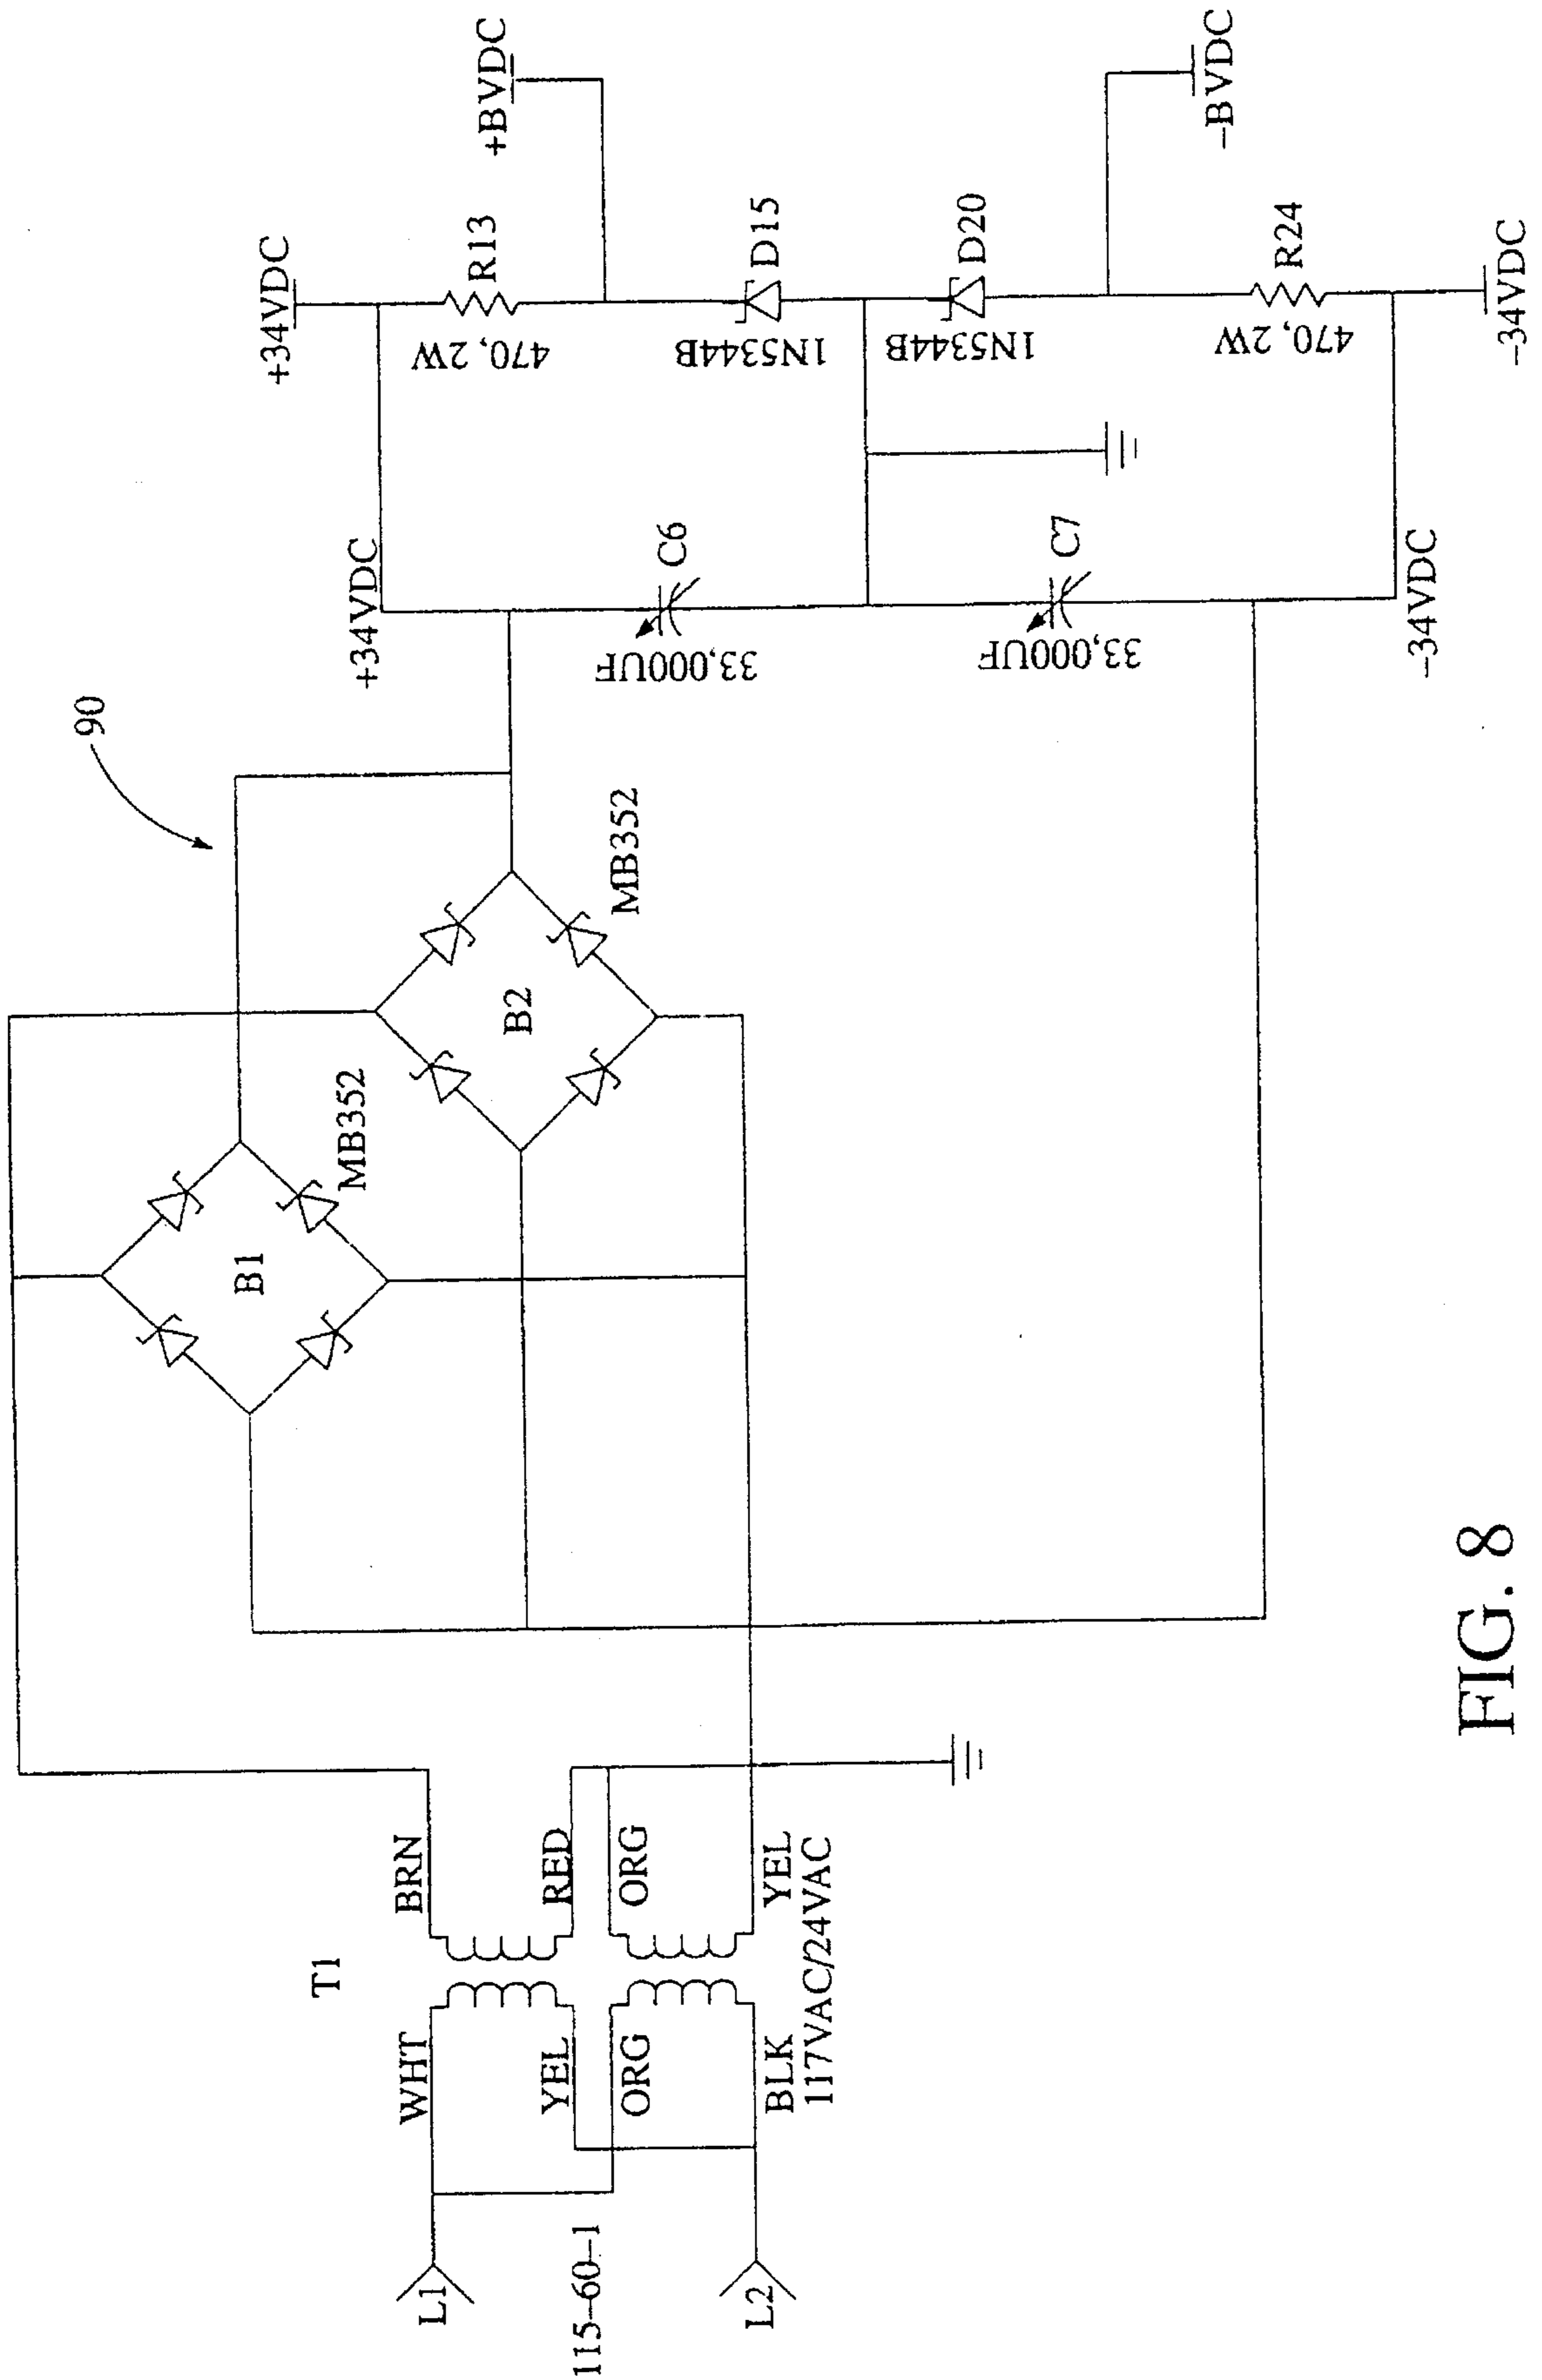 90
+34VDC
+BVDC
+34VDC
R13
470, 2W
MB352
B1
MB352
B2
C6
33,000UF
D15
1N5344B
D20
1N5344B
C7
33,000UF
R24
470, 2W
-BVDC
-34VDC
-34VDC
T1
L1
WHT
BRN
YEL
RED
115-60-1
ORG
ORG
L2
BLK
YEL
117VAC/24VAC
FIG. 8